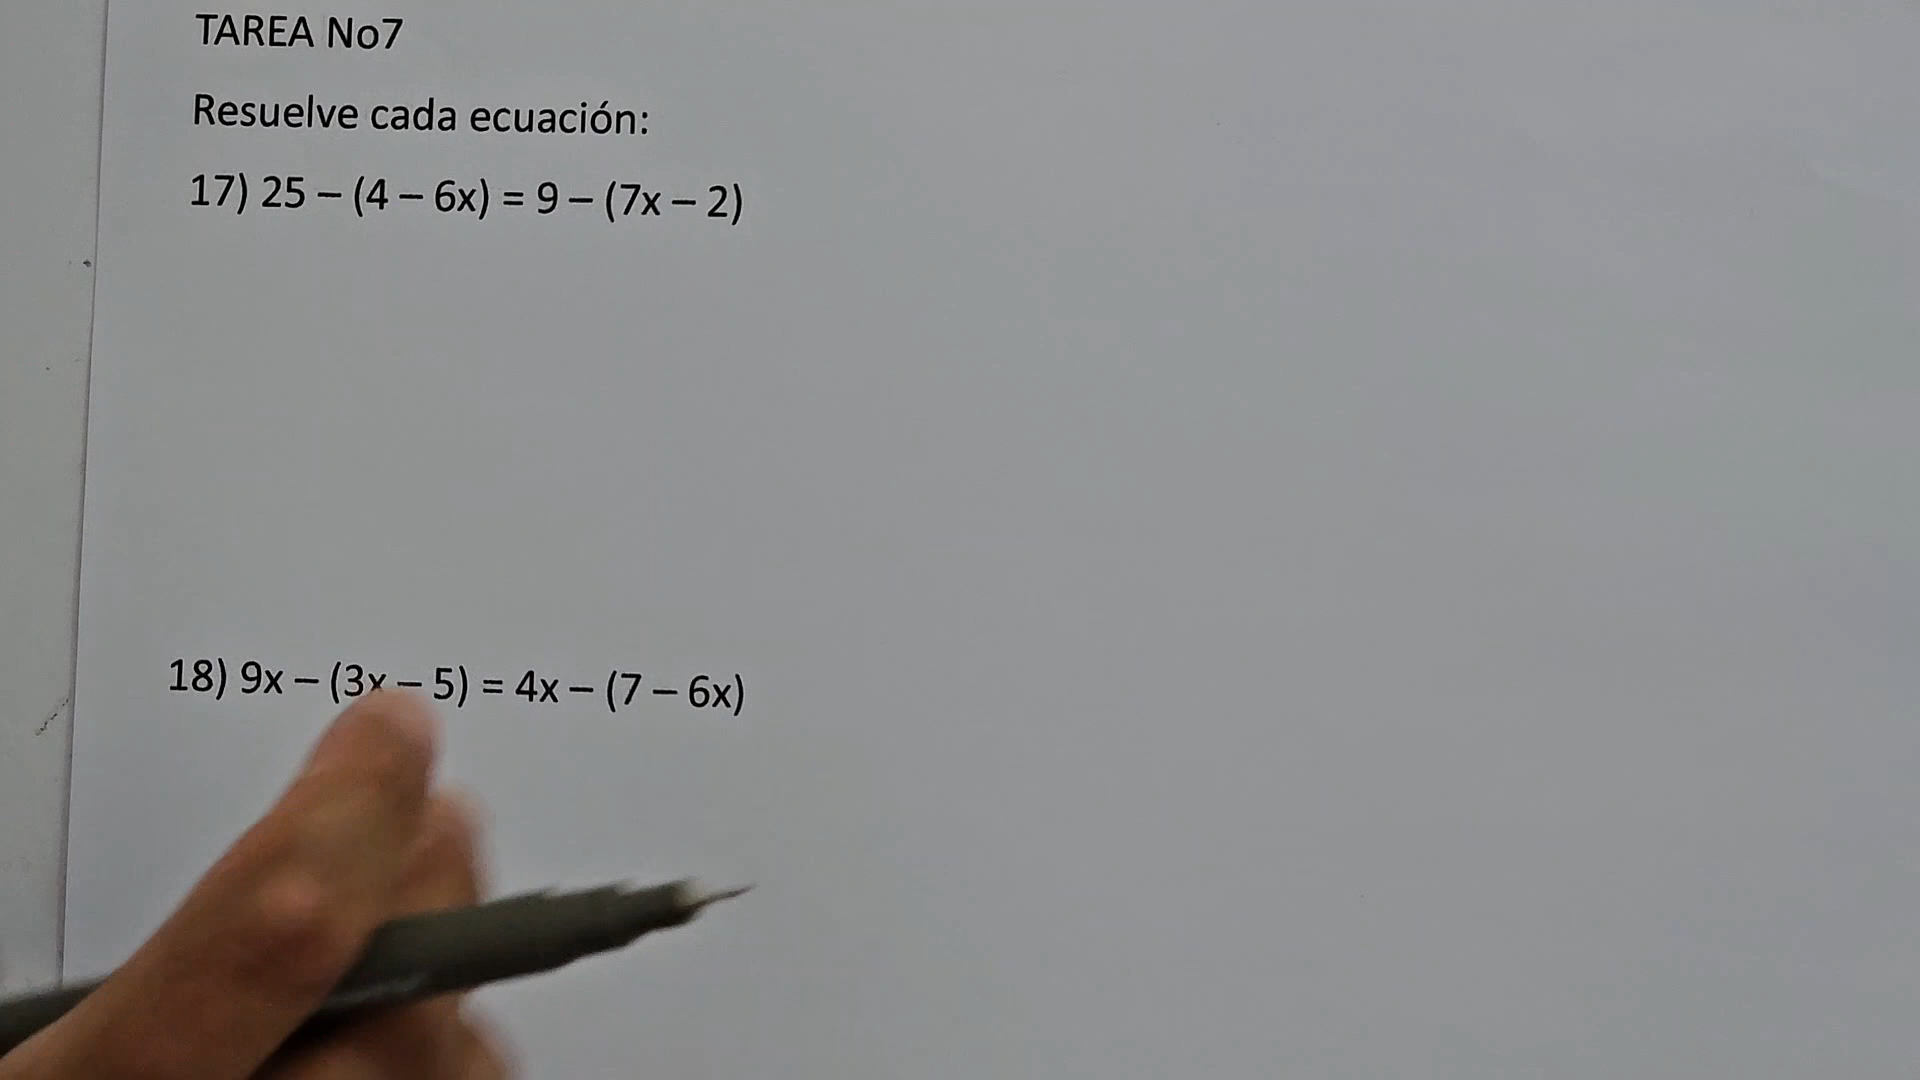 TAREA No7
Resuelve cada ecuación:
17) 25 – (4 – 6x) = 9 – (7x – 2)
18) 9x – (3x – 5) = 4x – (7 – 6x)